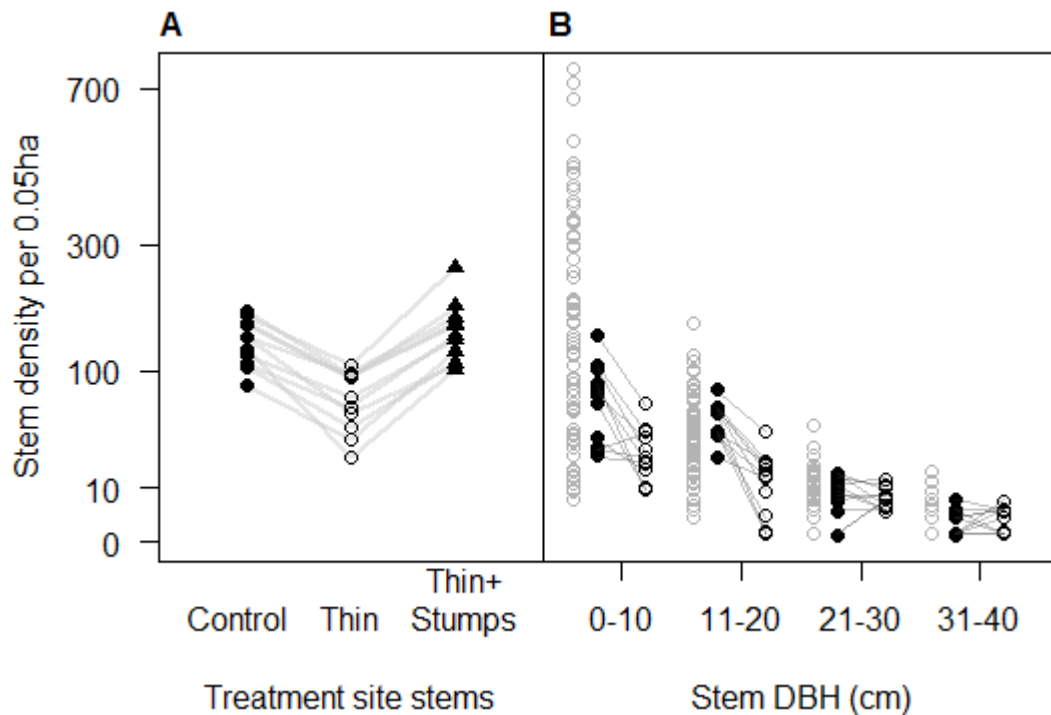 A B
Stem density per 0.05ha
700
300
100
10
0
Thin+
Control Thin Stumps
0-10 11-20 21-30 31-40
Treatment site stems
Stem DBH (cm)